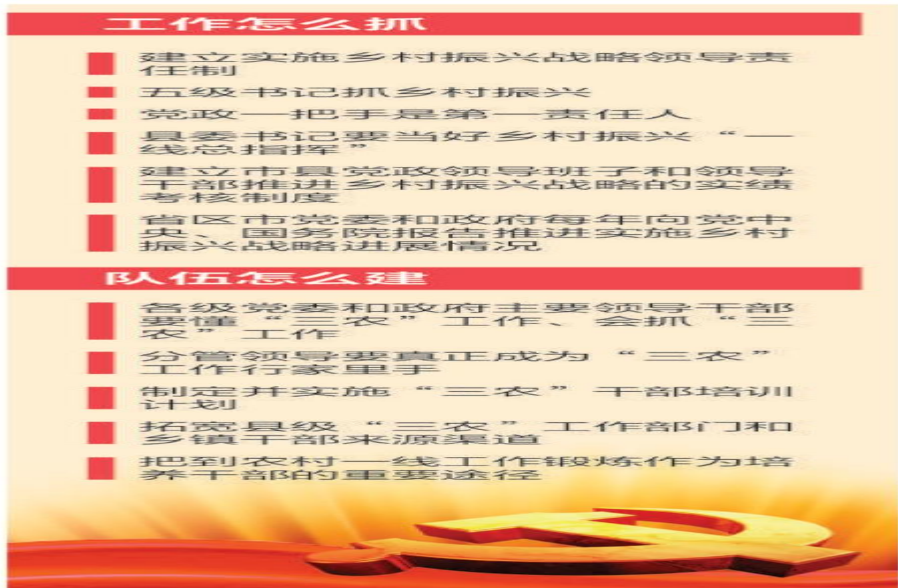 工作怎么抓
建立实施乡村振兴战略领导责
任制
五级书记抓乡村振兴
党政一把手是第一责任人
县委书记要当好乡村振兴“一
线总指挥”
建立市县党政领导班子和领导
干部推进乡村振兴战略的实绩
考核制度
省区市党委和政府每年向党中
央、国务院报告推进实施乡村
振兴战略进展情况
队伍怎么建
各级党委和政府主要领导干部
要懂“三农”工作、会抓“三
农”工作
分管领导要真正成为“三农”
工作行家里手
制定并实施“三农”干部培训
计划
拓宽县级“三农”工作部门和
乡镇干部来源渠道
把到农村一线工作锻炼作为培
养干部的重要途径